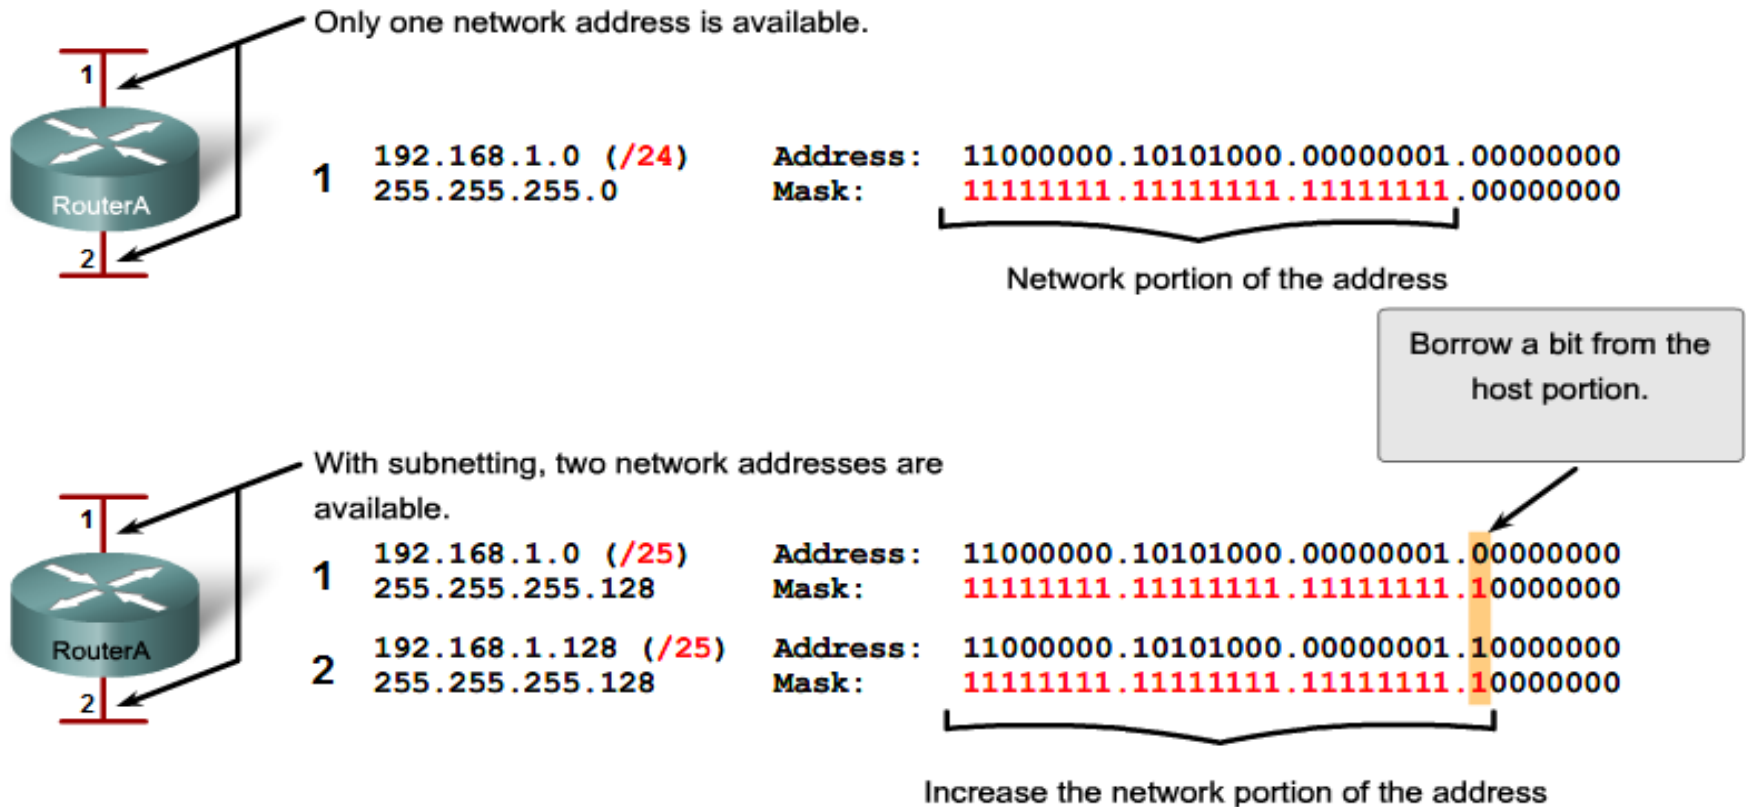 Only one network address is available.
1
RouterA
2
1
192.168.1.0 (/24) Address: 11000000.10101000.00000001.00000000
255.255.255.0 Mask: 11111111.11111111.11111111.00000000
Network portion of the address
Borrow a bit from the
host portion.
With subnetting, two network addresses are
available.
1
RouterA
2
1
192.168.1.0 (/25) Address: 11000000.10101000.00000001.00000000
255.255.255.128 Mask: 11111111.11111111.11111111.10000000
2
192.168.1.128 (/25) Address: 11000000.10101000.00000001.10000000
255.255.255.128 Mask: 11111111.11111111.11111111.10000000
Increase the network portion of the address